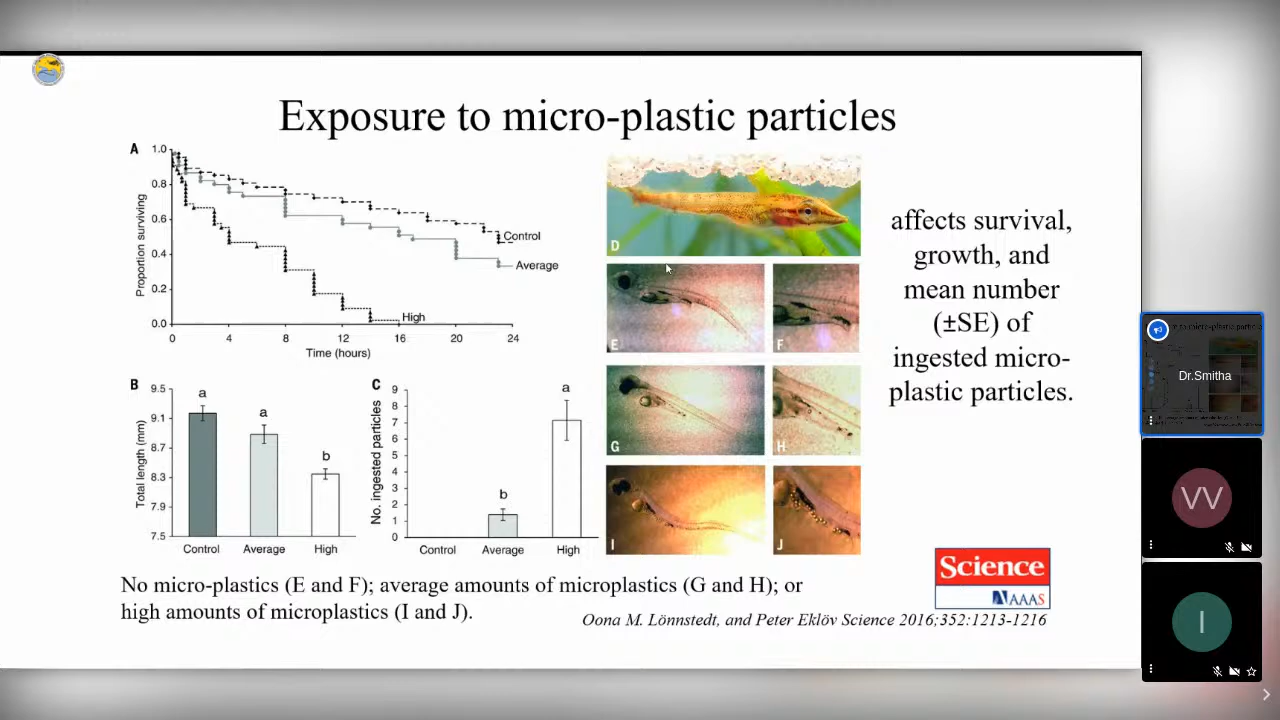 Exposure to micro-plastic particles
A
1.0
0.8
0.6
0.4
0.2
0.0
Proportion surviving
Control
Average
High
0 4 8 12 16 20 24
Time (hours)
B
9.5
9.1
8.7
8.3
7.9
7.5
Total length (mm)
a
a
b
Control Average High
C
9
8
7
6
5
4
3
2
1
0
No. ingested particles
b
a
Control Average High
D
E
F
G
H
I
J
affects survival,
growth, and
mean number
(±SE) of
ingested micro-
plastic particles.
No micro-plastics (E and F); average amounts of microplastics (G and H); or
high amounts of microplastics (I and J).
Science
AAAS
Oona M. Lönnstedt, and Peter Eklöv Science 2016;352:1213-1216
Dr.Smitha
VV
I